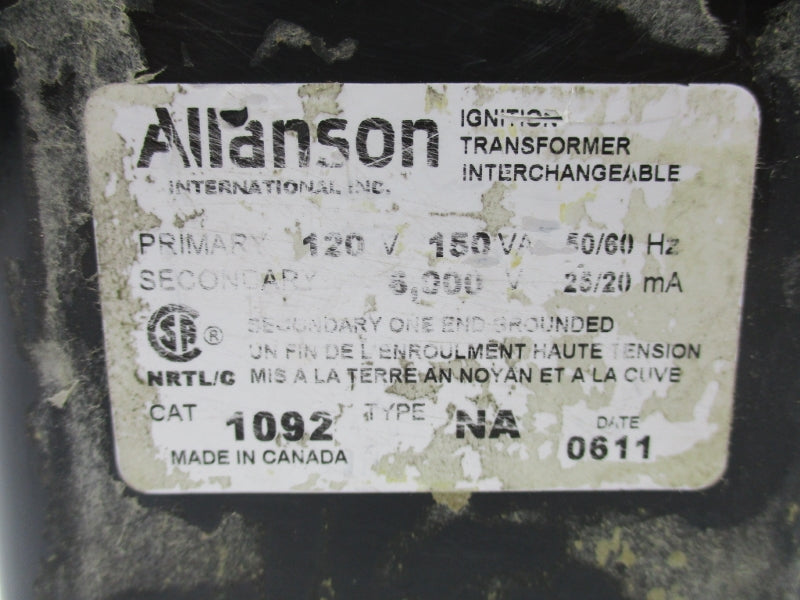 Allanson
INTERNATIONAL INC.
IGNITION
TRANSFORMER
INTERCHANGEABLE
PRIMARY 120 V 150 VA 50/60 Hz
SECONDARY 6,000 V 25/20 mA
SECONDARY ONE END GROUNDED
UN FIN DE L'ENROULMENT HAUTE TENSION
MIS A LA TERRE AN NOYAN ET A LA CUVE
SA ®
NRTL/C
CAT 1092 TYPE NA DATE 0611
MADE IN CANADA